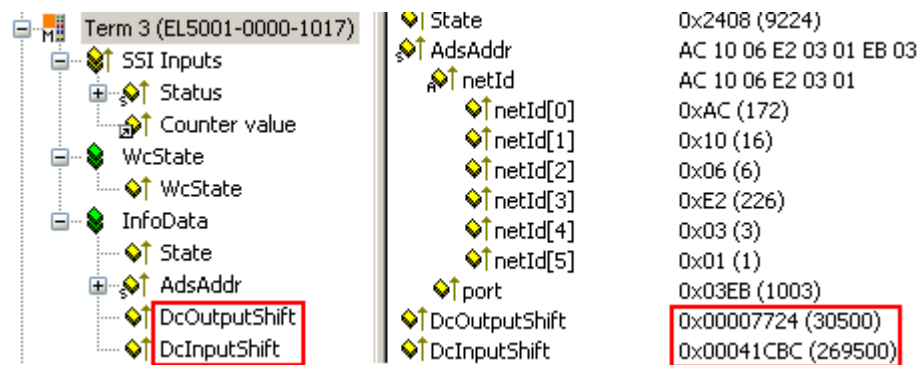 Term 3 (EL5001-0000-1017)
SSI Inputs
Status
Counter value
WcState
WcState
InfoData
State
AdsAddr
DcOutputShift
DcInputShift
State 0x2408 (9224)
AdsAddr AC 10 06 E2 03 01 EB 03
netId AC 10 06 E2 03 01
netId[0] 0xAC (172)
netId[1] 0x10 (16)
netId[2] 0x06 (6)
netId[3] 0xE2 (226)
netId[4] 0x03 (3)
netId[5] 0x01 (1)
port 0x03EB (1003)
DcOutputShift 0x00007724 (30500)
DcInputShift 0x00041CBC (269500)